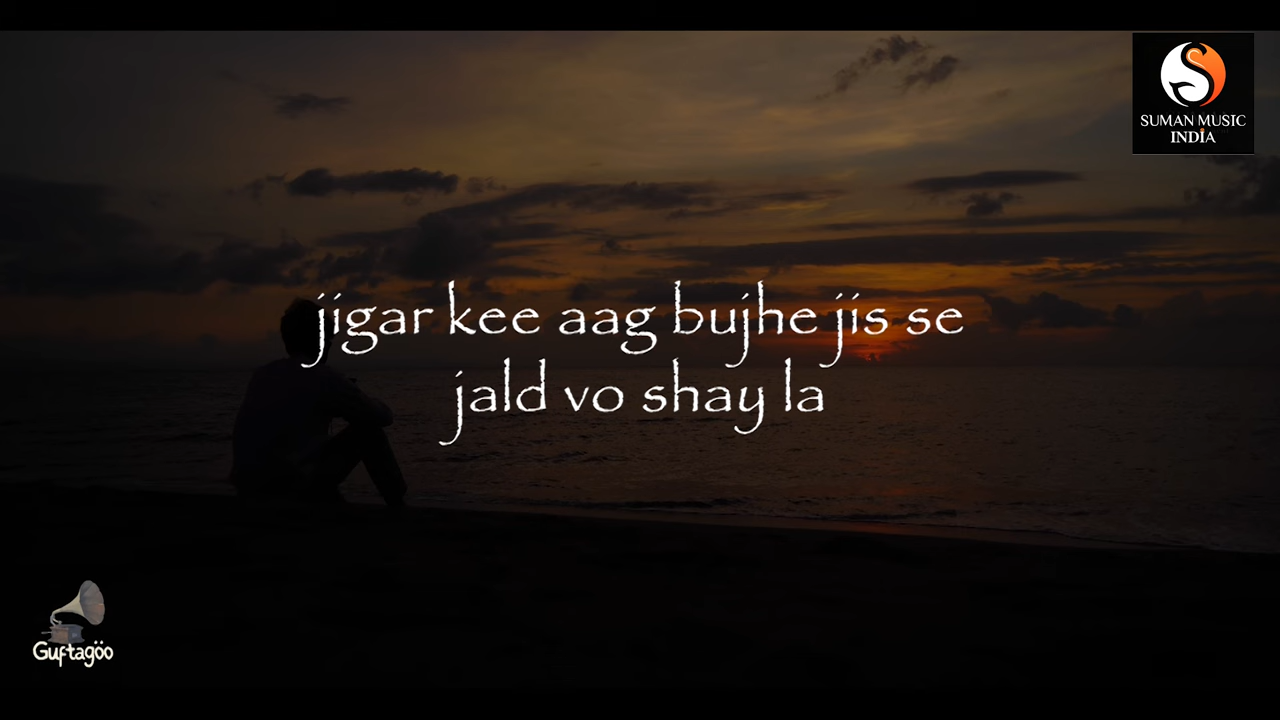 SUMAN MUSIC
INDIA
jigar kee aag bujhe jis se
jald vo shay la
Guftagöo